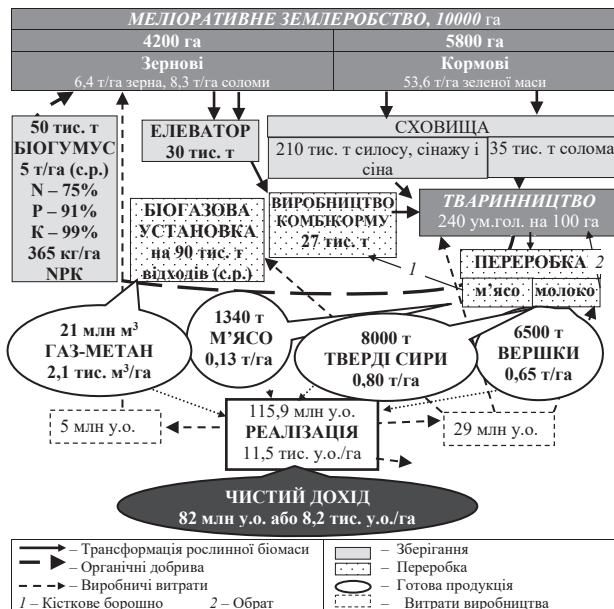 МЕЛІОРАТИВНЕ ЗЕМЛЕРОБСТВО, 10000 га
4200 га
Зернові
6,4 т/га зерна, 8,3 т/га соломи
5800 га
Кормові
53,6 т/га зеленої маси
50 тис. т
БІОГУМУС
5 т/га (с.р.)
N – 75%
Р – 91%
К – 99%
365 кг/га
NPK
ЕЛЕВАТОР
30 тис. т
СХОВИЩА
210 тис. т силосу, сінажу і
сіна
35 тис. т солома
БІОГАЗОВА
УСТАНОВКА
на 90 тис. т
відходів (с.р.)
ВИРОБНИЦТВО
КОМБІКОРМУ
27 тис. т
ТВАРИННИЦТВО
240 ум.гол. на 100 га
1
ПЕРЕРОБКА
2
м’ясо
молоко
21 млн м³
ГАЗ-МЕТАН
2,1 тис. м³/га
1340 т
М’ЯСО
0,13 т/га
8000 т
ТВЕРДІ СИРИ
0,80 т/га
6500 т
ВЕРШКИ
0,65 т/га
5 млн у.о.
115,9 млн у.о.
РЕАЛІЗАЦІЯ
11,5 тис. у.о./га
29 млн у.о.
ЧИСТИЙ ДОХІД
82 млн у.о. або 8,2 тис. у.о./га
– Трансформація рослинної біомаси
– Органічні добрива
– Виробничі витрати
1 – Кісткове борошно 2 – Обрат
– Зберігання
– Переробка
– Готова продукція
– Витрати виробництва